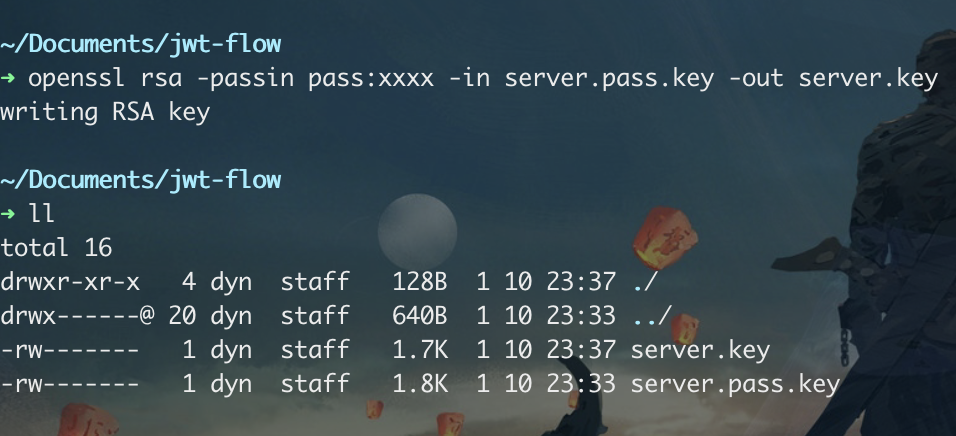 ~/Documents/jwt-flow
➜ openssl rsa -passin pass:xxxx -in server.pass.key -out server.key
writing RSA key
~/Documents/jwt-flow
➜ ll
total 16
drwxr-xr-x   4 dyn  staff   128B  1 10 23:37 ./
drwx------@ 20 dyn  staff   640B  1 10 23:33 ../
-rw-------   1 dyn  staff   1.7K  1 10 23:37 server.key
-rw-------   1 dyn  staff   1.8K  1 10 23:33 server.pass.key